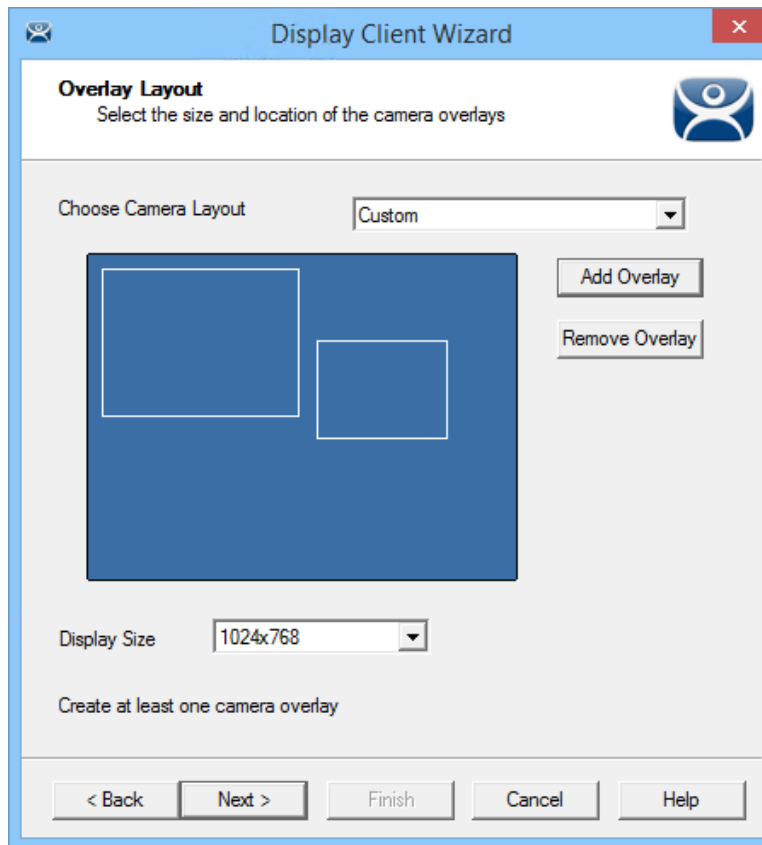 Display Client Wizard
Overlay Layout
Select the size and location of the camera overlays
Choose Camera Layout
Custom
Add Overlay
Remove Overlay
Display Size
1024x768
Create at least one camera overlay
< Back
Next >
Finish
Cancel
Help